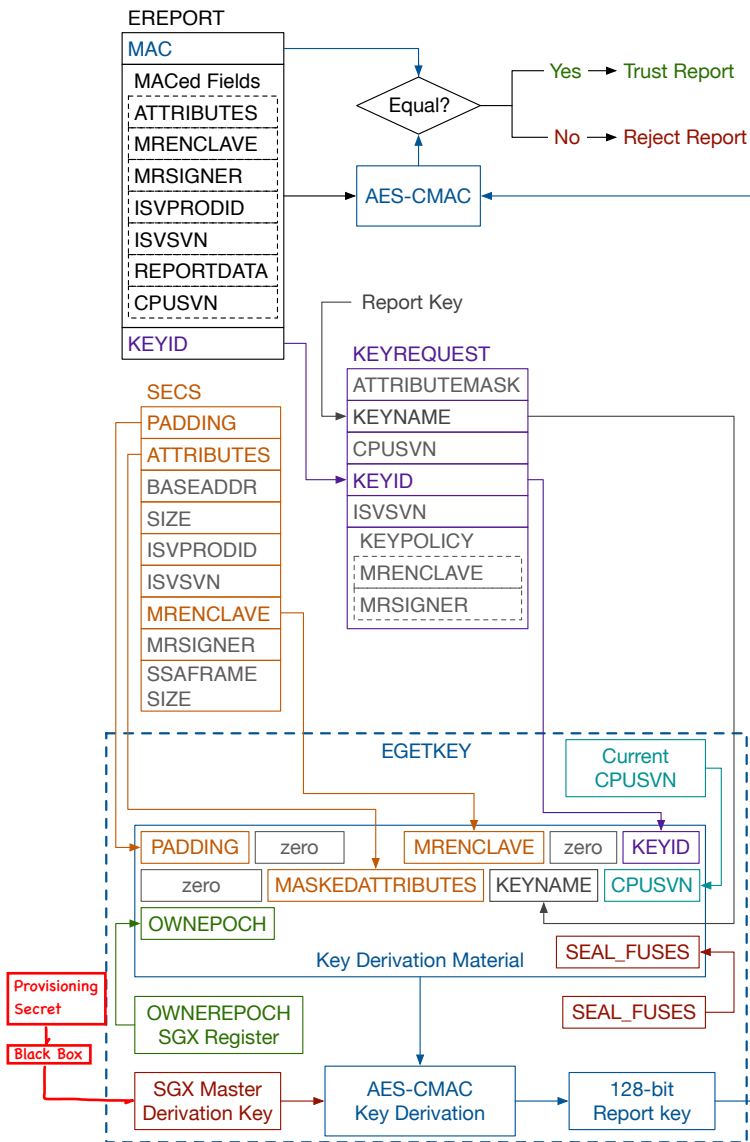 EREPORT
MAC
MACed Fields
ATTRIBUTES
MRENCLAVE
MRSIGNER
ISVPRODID
ISVSVN
REPORTDATA
CPUSVN
KEYID
Equal?
Yes
Trust Report
No
Reject Report
AES-CMAC
Report Key
KEYREQUEST
ATTRIBUTEMASK
KEYNAME
CPUSVN
KEYID
ISVSVN
KEYPOLICY
MRENCLAVE
MRSIGNER
SECS
PADDING
ATTRIBUTES
BASEADDR
SIZE
ISVPRODID
ISVSVN
MRENCLAVE
MRSIGNER
SSAFRAME
SIZE
EGETKEY
Current
CPUSVN
PADDING
zero
MRENCLAVE
zero
KEYID
zero
MASKEDATTRIBUTES
KEYNAME
CPUSVN
OWNEPOCH
SEAL_FUSES
Key Derivation Material
Provisioning
Secret
Black Box
OWNEREPOCH
SGX Register
SEAL_FUSES
SGX Master
Derivation Key
AES-CMAC
Key Derivation
128-bit
Report key